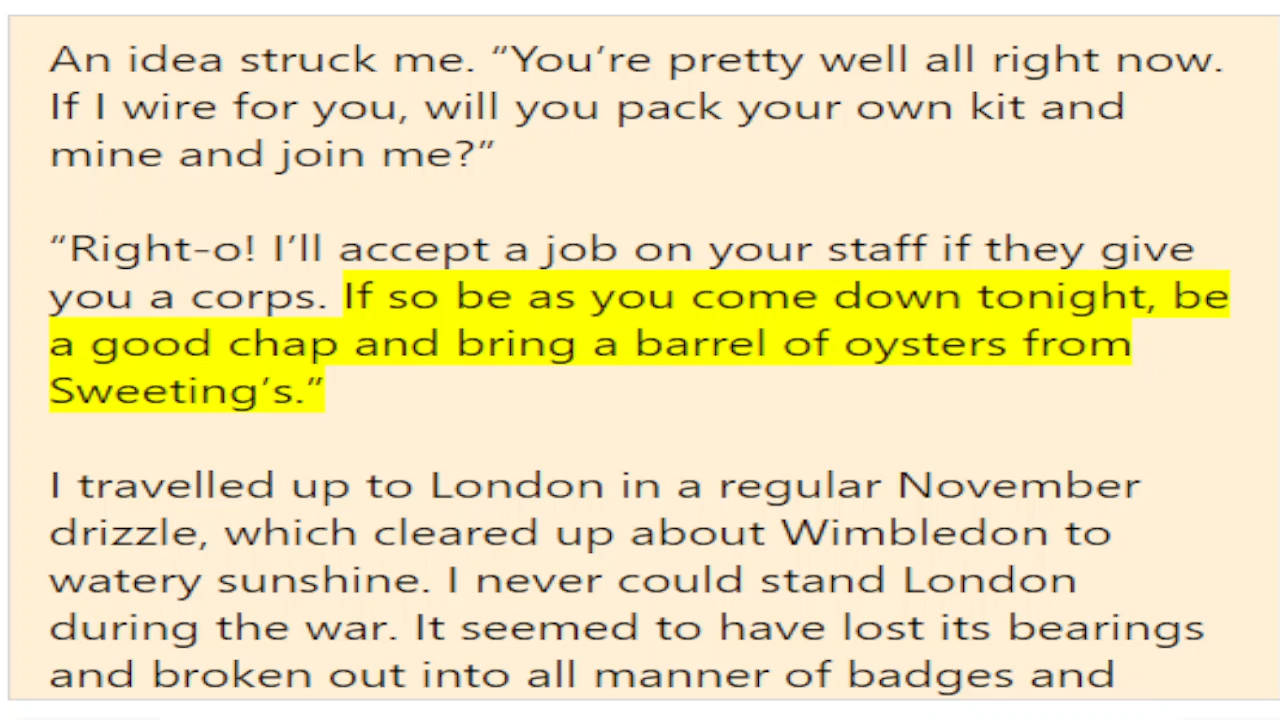 An idea struck me. “You’re pretty well all right now.
If I wire for you, will you pack your own kit and
mine and join me?”
“Right-o! I’ll accept a job on your staff if they give
you a corps. If so be as you come down tonight, be
a good chap and bring a barrel of oysters from
Sweeting’s.”
I travelled up to London in a regular November
drizzle, which cleared up about Wimbledon to
watery sunshine. I never could stand London
during the war. It seemed to have lost its bearings
and broken out into all manner of badges and